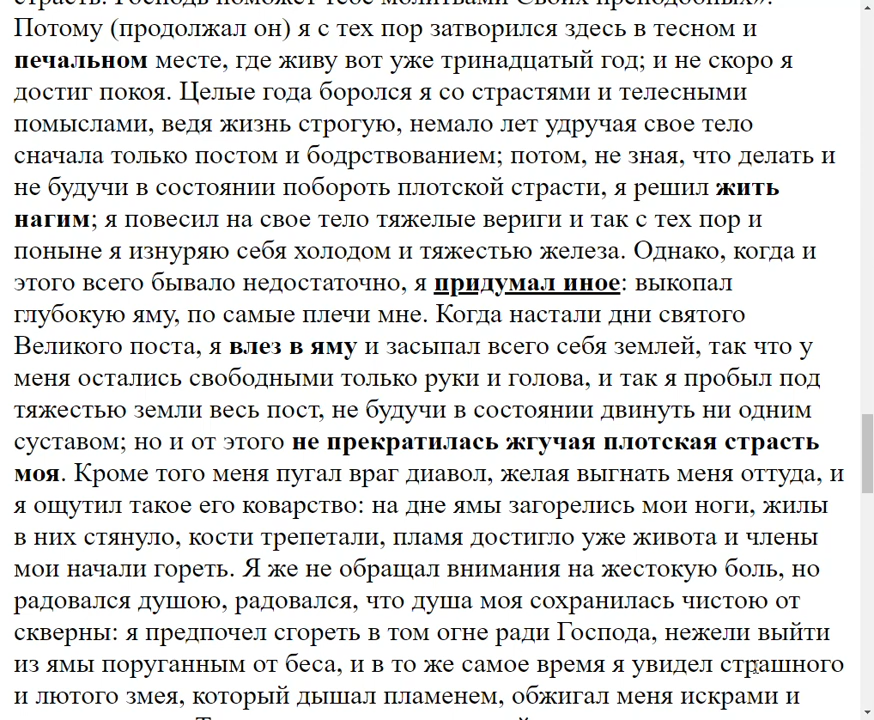 страсть. Господь поможет тебе молитвами Своих преподобных».
Потому (продолжал он) я с тех пор затворился здесь в тесном и
печальном месте, где живу вот уже тринадцатый год; и не скоро я
достиг покоя. Целые года боролся я со страстями и телесными
помыслами, ведя жизнь строгую, немало лет удручая свое тело
сначала только постом и бодрствованием; потом, не зная, что делать и
не будучи в состоянии побороть плотской страсти, я решил жить
нагим; я повесил на свое тело тяжелые вериги и так с тех пор и
поныне я изнуряю себя холодом и тяжестью железа. Однако, когда и
этого всего бывало недостаточно, я придумал иное: выкопал
глубокую яму, по самые плечи мне. Когда настали дни святого
Великого поста, я влез в яму и засыпал всего себя землей, так что у
меня остались свободными только руки и голова, и так я пробыл под
тяжестью земли весь пост, не будучи в состоянии двинуть ни одним
суставом; но и от этого не прекратилась жгучая плотская страсть
моя. Кроме того меня пугал враг диавол, желая выгнать меня оттуда, и
я ощутил такое его коварство: на дне ямы загорелись мои ноги, жилы
в них стянуло, кости трепетали, пламя достигло уже живота и члены
мои начали гореть. Я же не обращал внимания на жестокую боль, но
радовался душою, радовался, что душа моя сохранилась чистою от
скверны: я предпочел сгореть в том огне ради Господа, нежели выйти
из ямы поруганным от беса, и в то же самое время я увидел страшного
и лютого змея, который дышал пламенем, обжигал меня искрами и